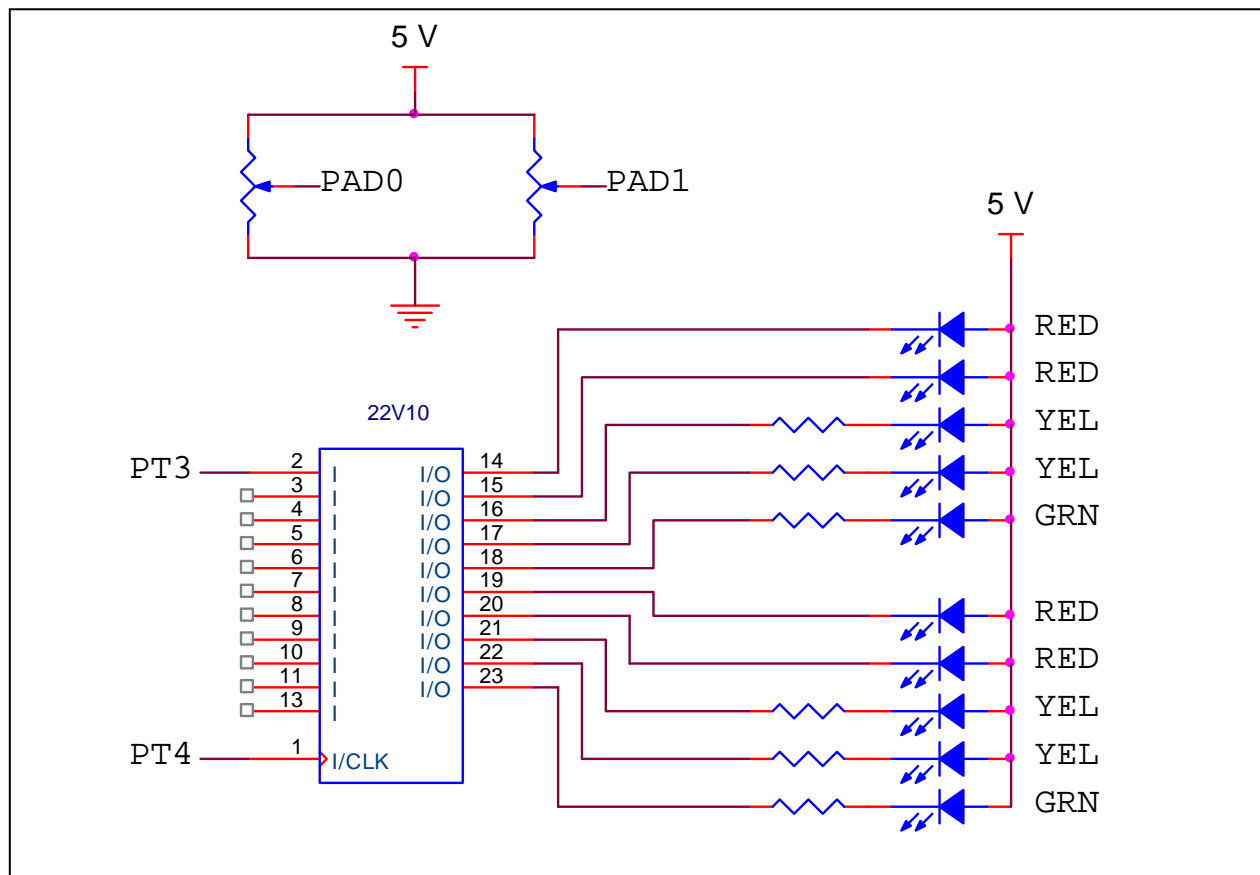 5 V
PAD0 PAD1
5 V
RED
RED
22V10
YEL
PT3 2 I I/O 14 YEL
3 I I/O 15
4 I I/O 16 GRN
5 I I/O 17
6 I I/O 18
7 I I/O 19
8 I I/O 20 RED
9 I I/O 21
10 I I/O 22 RED
11 I I/O 23
13 I YEL
PT4 1 I/CLK YEL
GRN